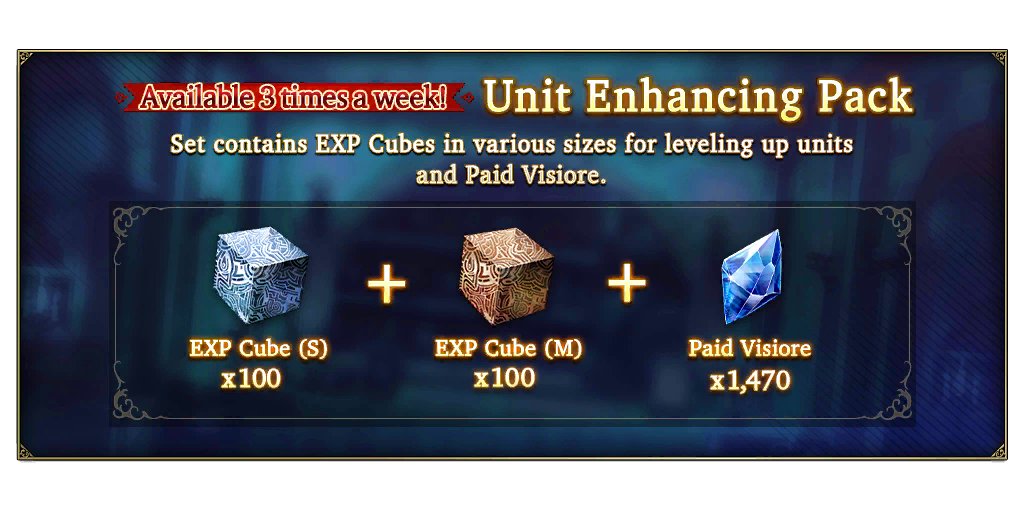 Available 3 times a week! Unit Enhancing Pack
Set contains EXP Cubes in various sizes for leveling up units
and Paid Visiore.
EXP Cube (S) + EXP Cube (M) + Paid Visiore
x100 x100 x1,470